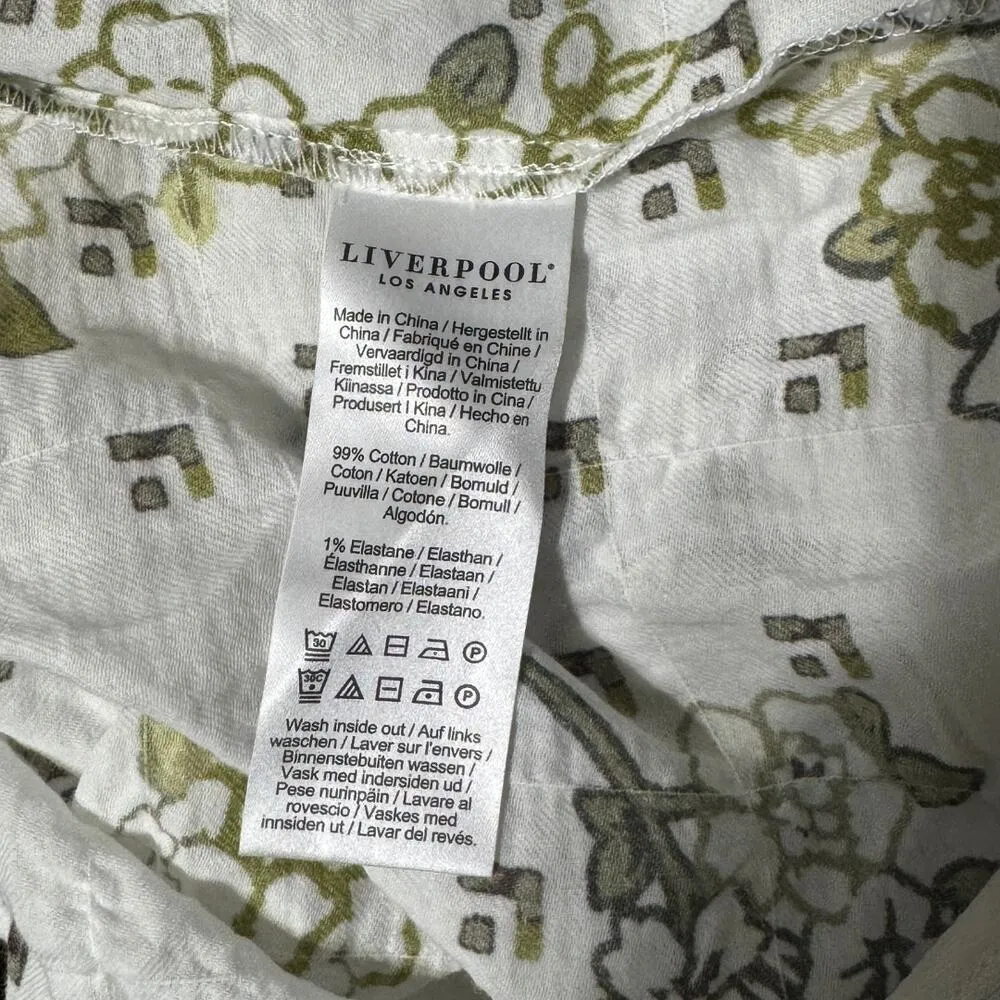 LIVERPOOL®
LOS ANGELES
Made in China / Hergestellt in
China / Fabriqué en Chine /
Vervaardigd in China /
Fremstillet i Kina / Valmistettu
Kiinassa / Prodotto in Cina /
Produsert I Kina / Hecho en
China.
99% Cotton / Baumwolle /
Coton / Katoen / Bomuld /
Puuvilla / Cotone / Bomull /
Algodón.
1% Elastane / Elasthan /
Élasthanne / Elastaan /
Elastan / Elastaani /
Elastomero / Elastano.
30 P
30C P
Wash inside out / Auf links
waschen / Laver sur l'envers /
Binnenstebuiten wassen /
Vask med indersiden ud /
Pese nurinpäin / Lavare al
rovescio / Vaskes med
innsiden ut / Lavar del revés.